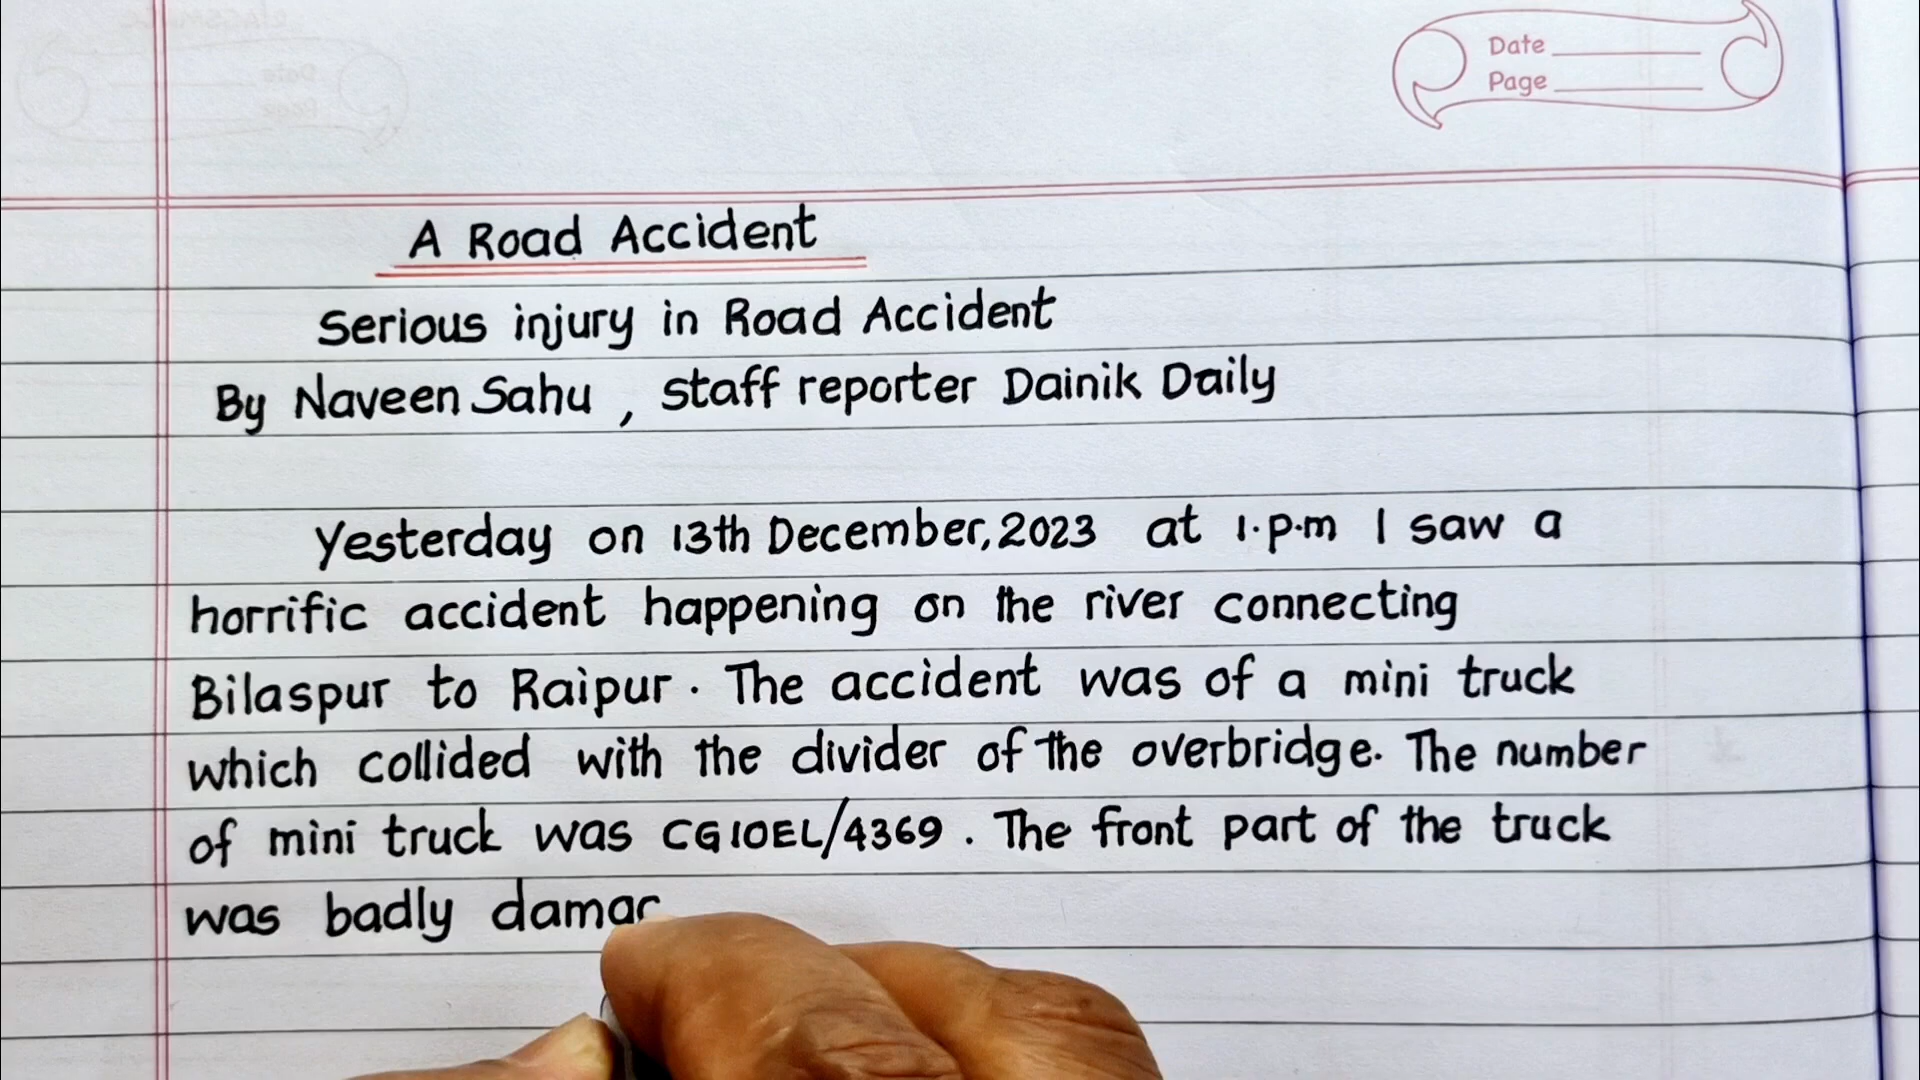 Date
Page
A Road Accident
Serious injury in Road Accident
By Naveen Sahu , staff reporter Dainik Daily
Yesterday on 13th December, 2023 at 1.p.m I saw a
horrific accident happening on the river connecting
Bilaspur to Raipur. The accident was of a mini truck
which collided with the divider of the overbridge. The number
of mini truck was CG10EL/4369. The front part of the truck
was badly damag